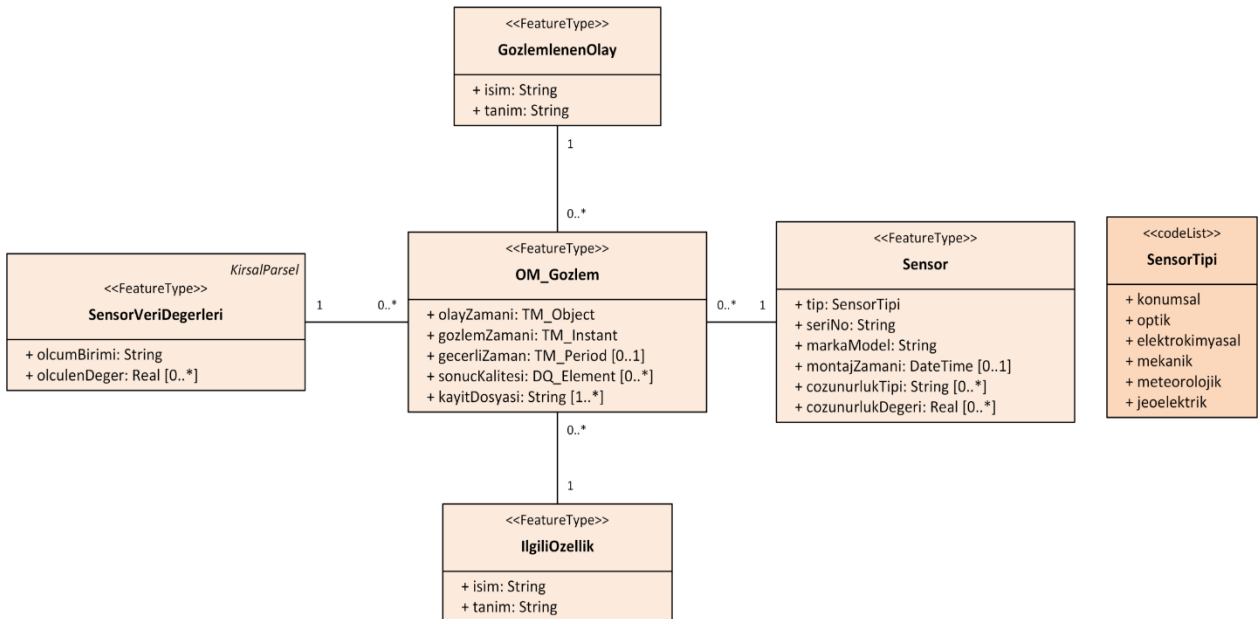 <<FeatureType>>
GozlemlenenOlay
+ isim: String
+ tanim: String
1
0..*
KirsalParsel
<<FeatureType>>
SensorVeriDegerleri
+ olcumBirimi: String
+ olculenDeger: Real [0..*]
1
0..*
<<FeatureType>>
OM_Gozlem
+ olayZamani: TM_Object
+ gozlemZamani: TM_Instant
+ gecerliZaman: TM_Period [0..1]
+ sonucKalitesi: DQ_Element [0..*]
+ kayitDosyasi: String [1..*]
0..*
1
<<FeatureType>>
Sensor
+ tip: SensorTipi
+ seriNo: String
+ markaModel: String
+ montajZamani: DateTime [0..1]
+ cozunurlukTipi: String [0..*]
+ cozunurlukDegeri: Real [0..*]
<<codeList>>
SensorTipi
+ konumsal
+ optik
+ elektrokimyasal
+ mekanik
+ meteorolojik
+ jeoelektrik
0..*
1
<<FeatureType>>
IlgiliOzellik
+ isim: String
+ tanim: String